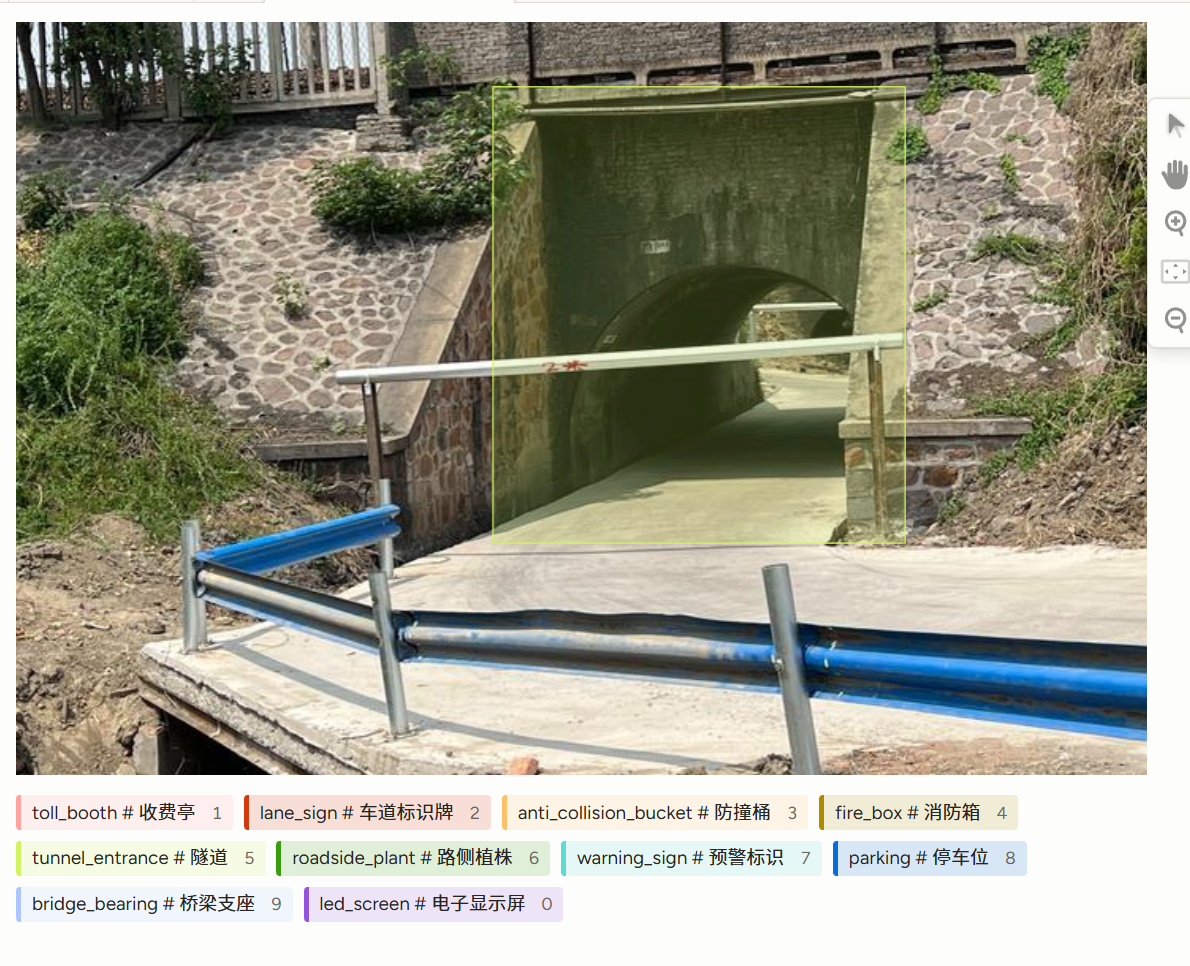 2米
toll_booth # 收费亭 1
lane_sign # 车道标识牌 2
anti_collision_bucket # 防撞桶 3
fire_box # 消防箱 4
tunnel_entrance # 隧道 5
roadside_plant # 路侧植株 6
warning_sign # 预警标识 7
parking # 停车位 8
bridge_bearing # 桥梁支座 9
led_screen # 电子显示屏 0